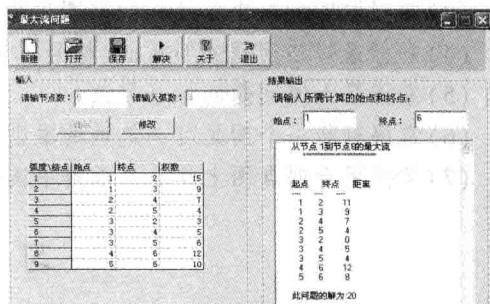 最大流问题
新建 打开 保存 解决 关于 退出
输入
请输节点数： 请输入弧数：
修改
弧度\结点 始点 终点 权数
1 1 2 15
2 1 3 9
3 2 4 7
4 2 5 4
5 3 2 3
6 3 4 5
7 3 5 6
8 4 6 12
9 5 6 10
结果输出
请输入所需计算的始点和终点：
始点： 1 终点： 6
从节点 1到节点6的最大流
起点 终点 距离
1 2 11
1 3 9
2 4 7
2 5 4
3 2 0
3 4 5
3 5 4
4 6 12
5 6 8
此问题的解为:20